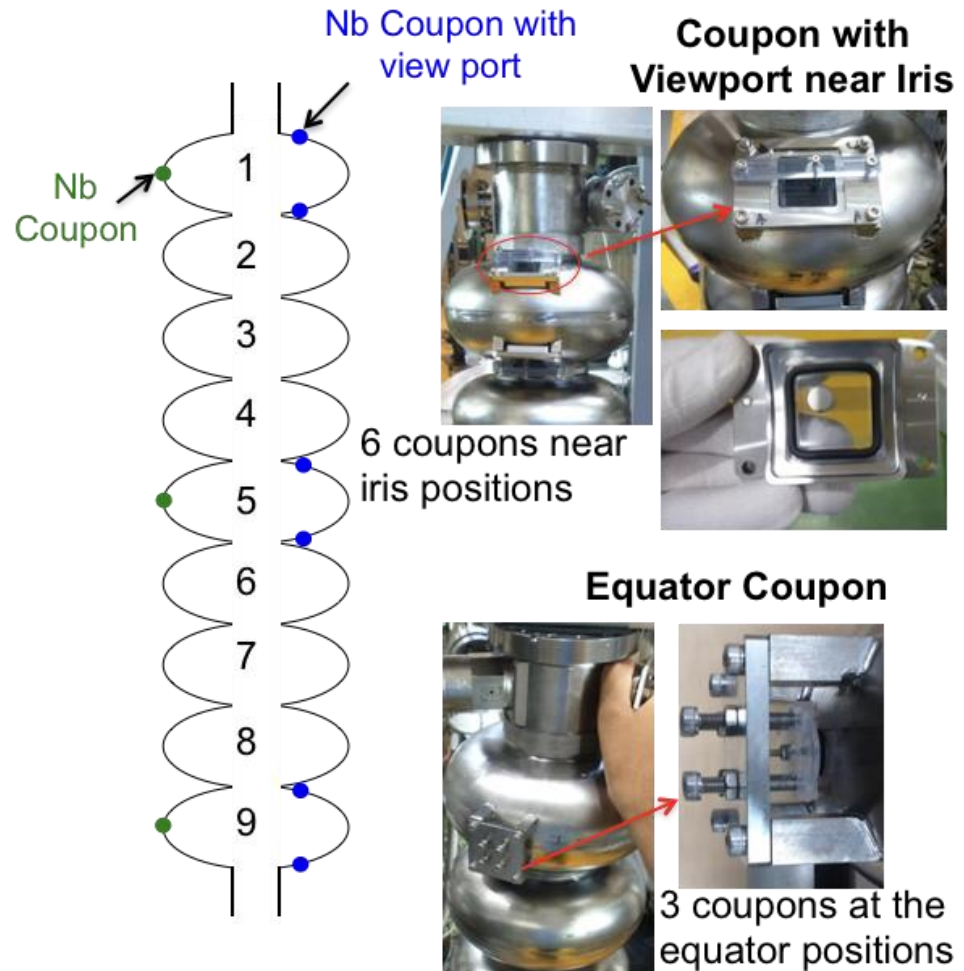 Nb Coupon with
view port
Coupon with
Viewport near Iris
Nb
Coupon
1
2
3
4
5
6
7
8
9
6 coupons near
iris positions
Equator Coupon
3 coupons at the
equator positions